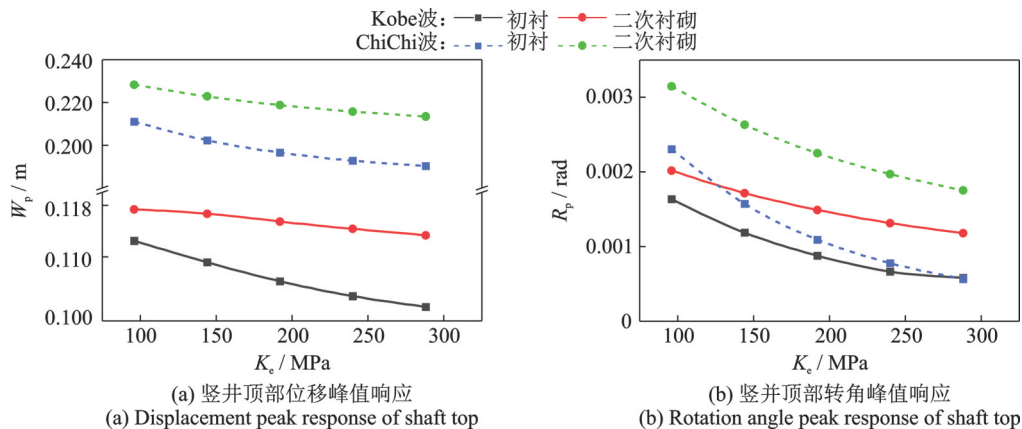 Kobe波： 初衬 二次衬砌
ChiChi波： 初衬 二次衬砌
0.240
0.220
0.200
0.118
0.110
0.100
W_p / m
100 150 200 250 300
K_e / MPa
(a) 竖井顶部位移峰值响应
(a) Displacement peak response of shaft top
0.003
0.002
0.001
0
R_p / rad
100 150 200 250 300
K_e / MPa
(b) 竖并顶部转角峰值响应
(b) Rotation angle peak response of shaft top